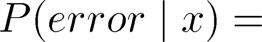 P(error | x) =